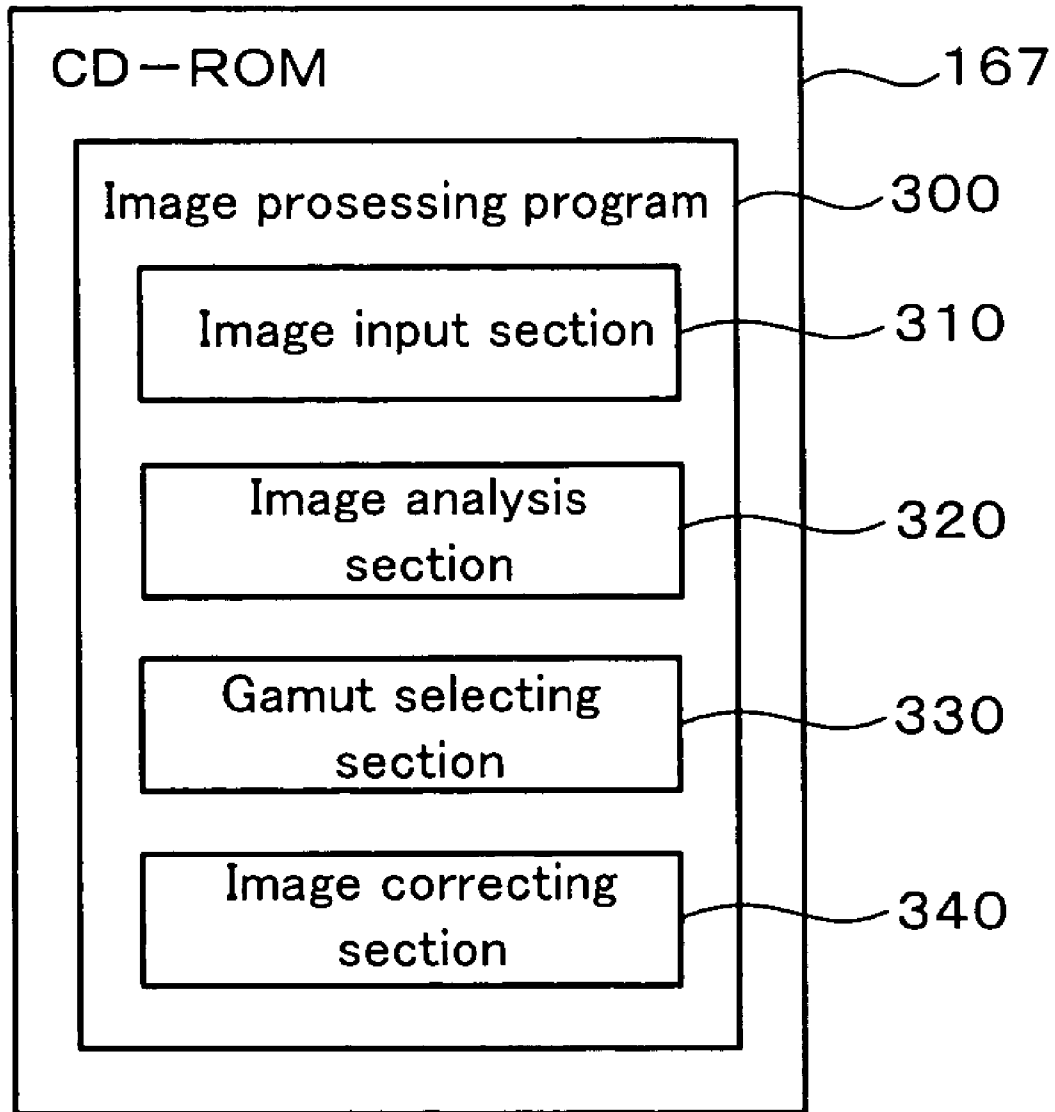 CD-ROM
167
Image prosessing program
300
Image input section
310
Image analysis
section
320
Gamut selecting
section
330
Image correcting
section
340